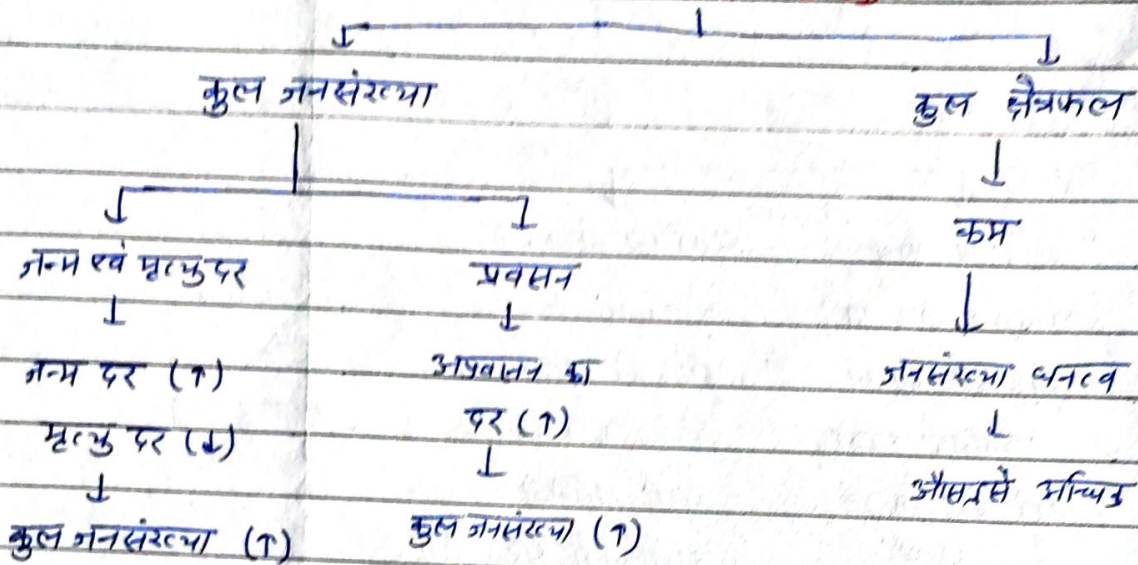 कुल जनसंख्या
कुल क्षेत्रफल
कम
जन्म एवं मृत्युदर
प्रवसन
जन्म दर (↑)
अप्रवासन का
जनसंख्या घनत्व
मृत्यु दर (↓)
दर (↑)
औसत से अधिक
कुल जनसंख्या (↑)
कुल जनसंख्या (↑)